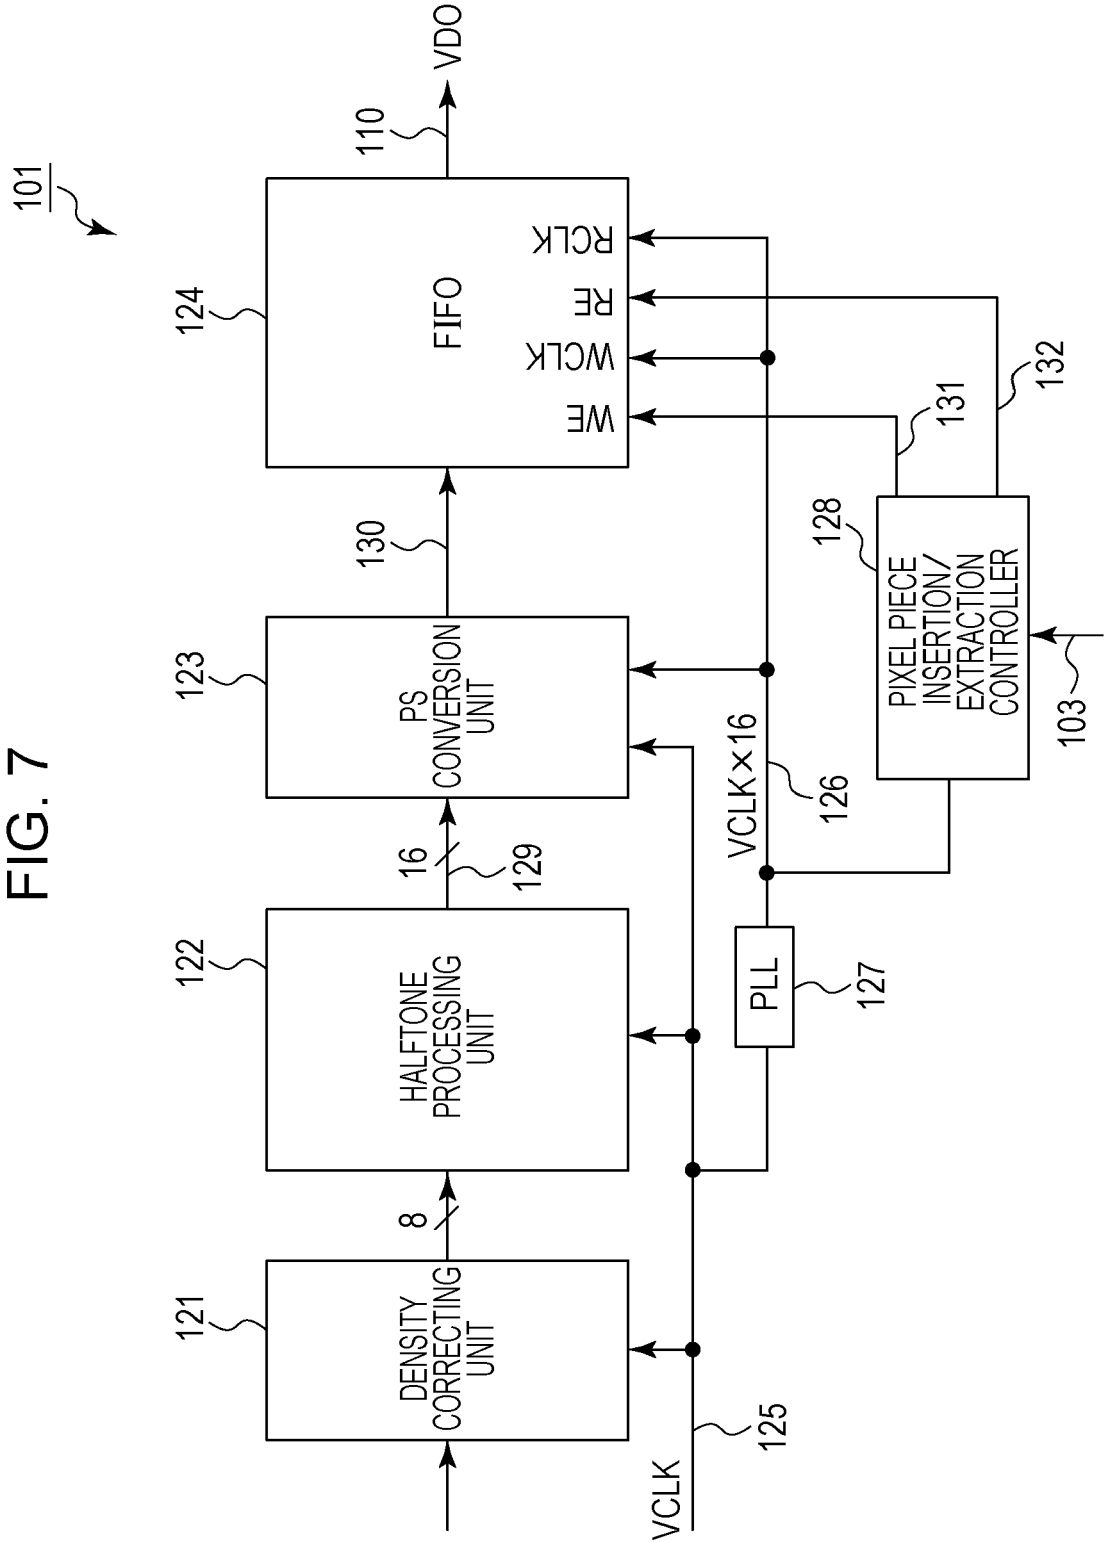 FIG. 7
101
121
122
123
124
DENSITY
CORRECTING
UNIT
8
HALFTONE
PROCESSING
UNIT
16
129
PS
CONVERSION
UNIT
130
FIFO
WE
WCLK
RE
RCLK
110
VDO
VCLK
125
PLL
127
VCLK×16
126
128
PIXEL PIECE
INSERTION/
EXTRACTION
CONTROLLER
103
131
132